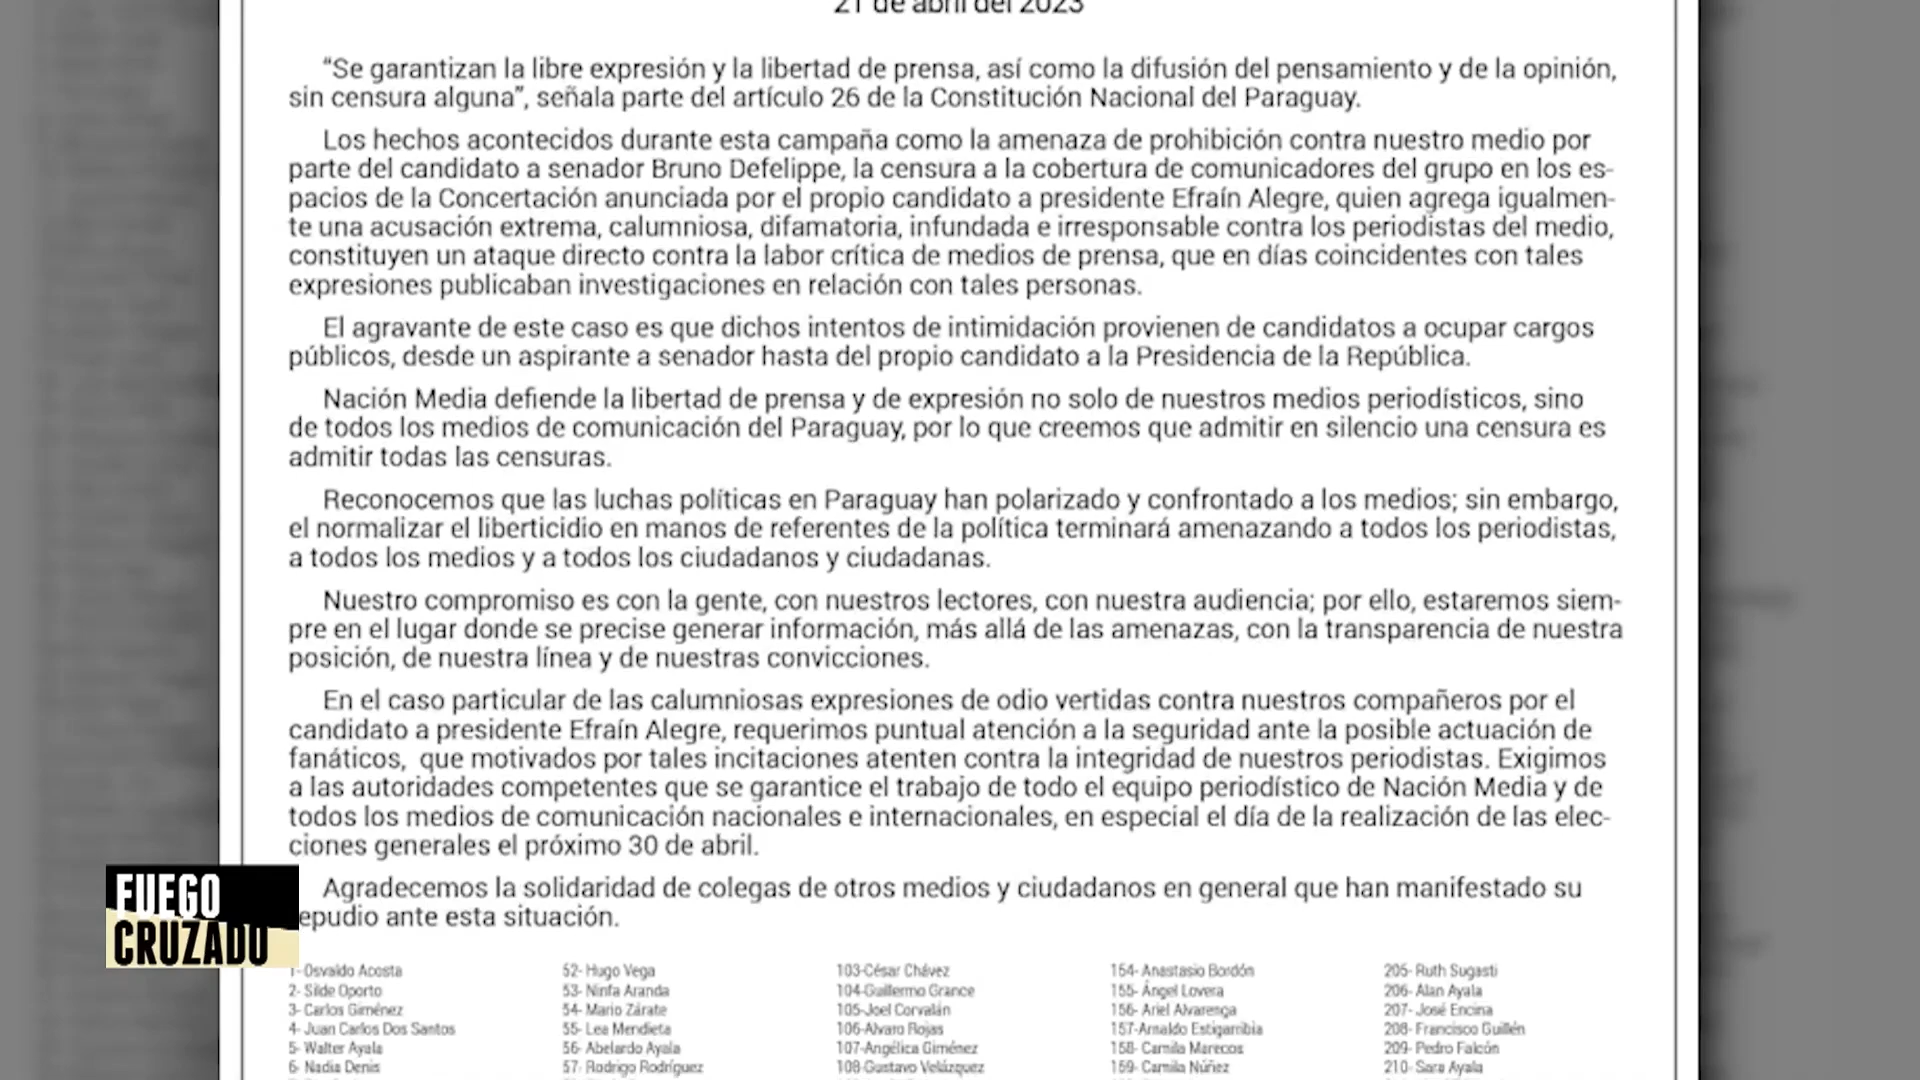 21 de abril del 2023
“Se garantizan la libre expresión y la libertad de prensa, así como la difusión del pensamiento y de la opinión,
sin censura alguna”, señala parte del artículo 26 de la Constitución Nacional del Paraguay.
Los hechos acontecidos durante esta campaña como la amenaza de prohibición contra nuestro medio por
parte del candidato a senador Bruno Defelippe, la censura a la cobertura de comunicadores del grupo en los es-
pacios de la Concertación anunciada por el propio candidato a presidente Efraín Alegre, quien agrega igualmen-
te una acusación extrema, calumniosa, difamatoria, infundada e irresponsable contra los periodistas del medio,
constituyen un ataque directo contra la labor crítica de medios de prensa, que en días coincidentes con tales
expresiones publicaban investigaciones en relación con tales personas.
El agravante de este caso es que dichos intentos de intimidación provienen de candidatos a ocupar cargos
públicos, desde un aspirante a senador hasta del propio candidato a la Presidencia de la República.
Nación Media defiende la libertad de prensa y de expresión no solo de nuestros medios periodísticos, sino
de todos los medios de comunicación del Paraguay, por lo que creemos que admitir en silencio una censura es
admitir todas las censuras.
Reconocemos que las luchas políticas en Paraguay han polarizado y confrontado a los medios; sin embargo,
el normalizar el liberticidio en manos de referentes de la política terminará amenazando a todos los periodistas,
a todos los medios y a todos los ciudadanos y ciudadanas.
Nuestro compromiso es con la gente, con nuestros lectores, con nuestra audiencia; por ello, estaremos siem-
pre en el lugar donde se precise generar información, más allá de las amenazas, con la transparencia de nuestra
posición, de nuestra línea y de nuestras convicciones.
En el caso particular de las calumniosas expresiones de odio vertidas contra nuestros compañeros por el
candidato a presidente Efraín Alegre, requerimos puntual atención a la seguridad ante la posible actuación de
fanáticos, que motivados por tales incitaciones atenten contra la integridad de nuestros periodistas. Exigimos
a las autoridades competentes que se garantice el trabajo de todo el equipo periodístico de Nación Media y de
todos los medios de comunicación nacionales e internacionales, en especial el día de la realización de las elec-
ciones generales el próximo 30 de abril.
Agradecemos la solidaridad de colegas de otros medios y ciudadanos en general que han manifestado su
epudio ante esta situación.
FUEGO
CRUZADO
1- Osvaldo Acosta
2- Silde Oporto
3- Carlos Giménez
4- Juan Carlos Dos Santos
5- Walter Ayala
6- Nadia Denis
52- Hugo Vega
53- Ninfa Aranda
54- Mario Zárate
55- Lea Mendieta
56- Abelardo Ayala
57- Rodrigo Rodríguez
103-César Chávez
104-Guillermo Grance
105-Joel Corvalán
106-Alvaro Rojas
107-Angélica Giménez
108-Gustavo Velázquez
154- Anastasio Bordón
155- Ángel Lovera
156- Ariel Alvarenga
157-Arnaldo Estigarribia
158- Camila Marecos
159- Camila Núñez
205- Ruth Sugasti
206- Alan Ayala
207- José Encina
208- Francisco Guillén
209- Pedro Falcón
210- Sara Ayala